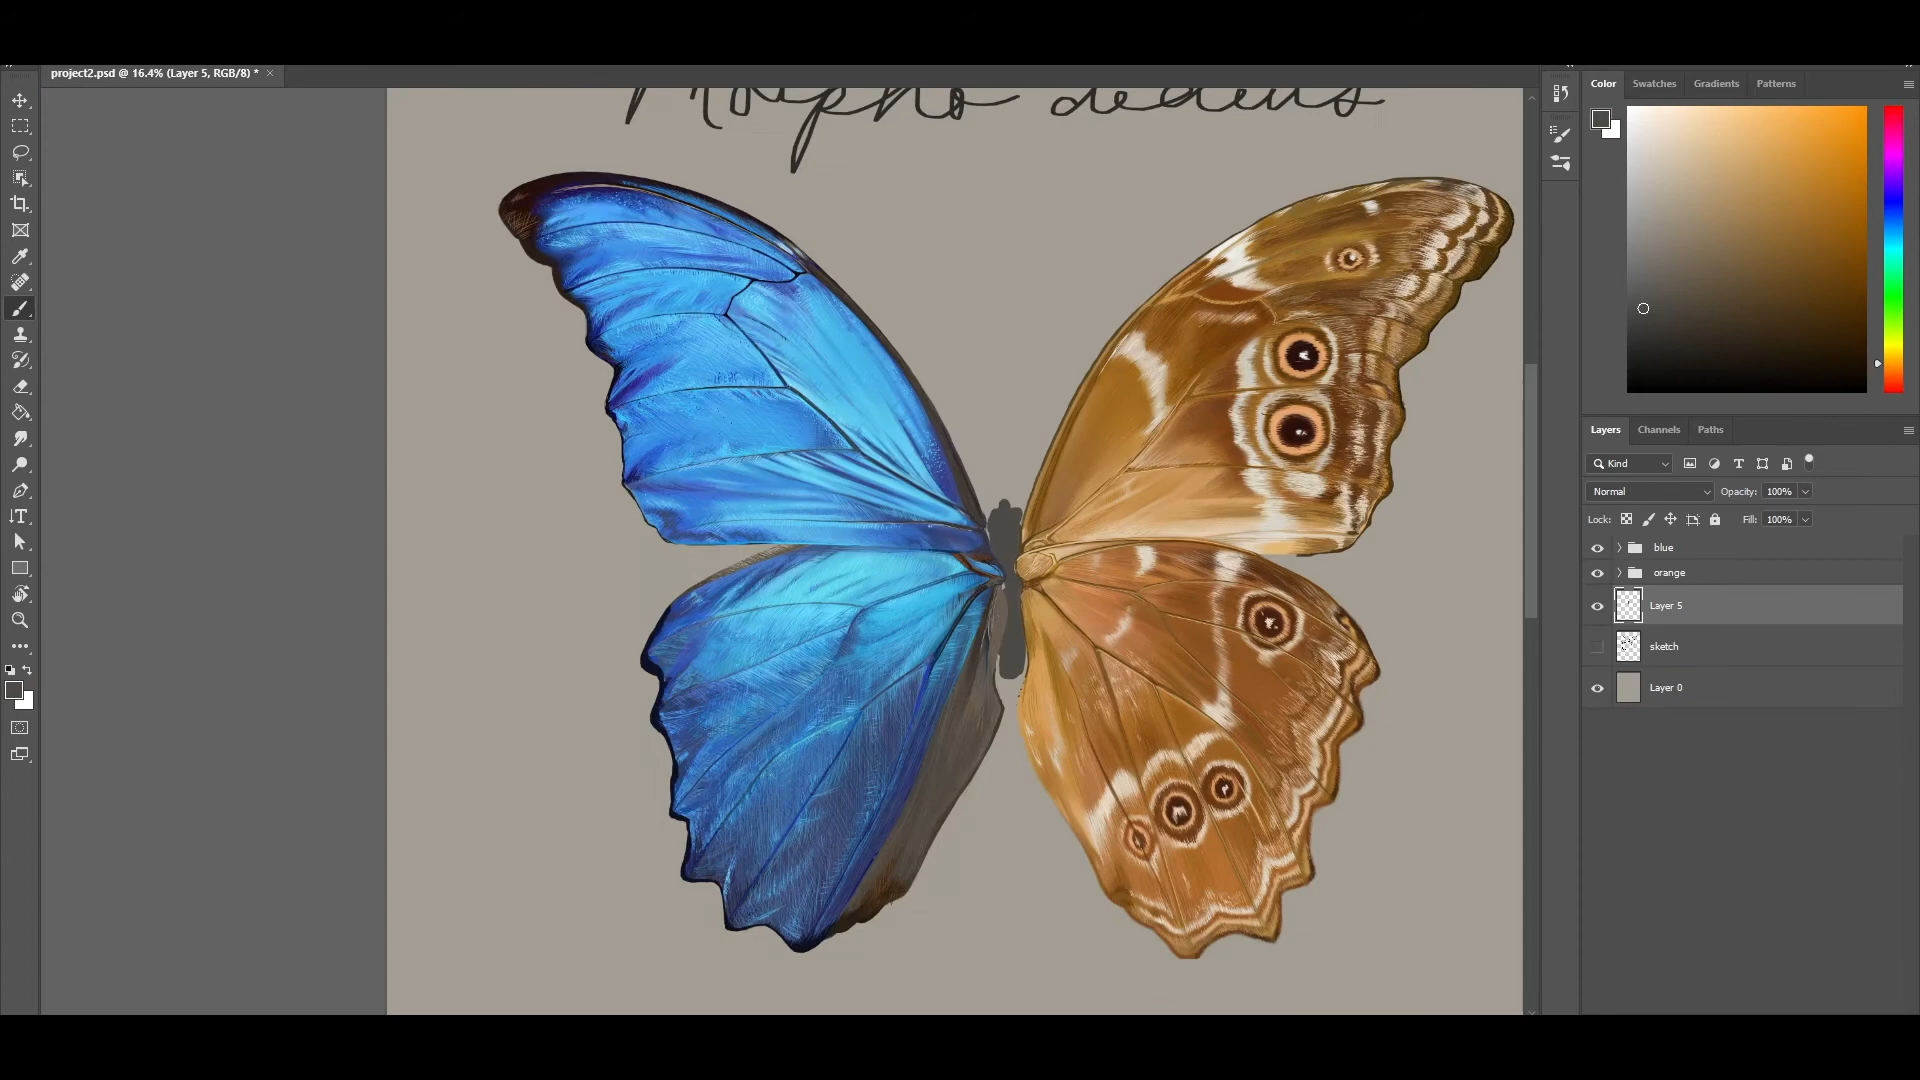 project2.psd @ 16.4% (Layer 5, RGB/8) *
Color Swatches Gradients Patterns
Morpho
Layers Channels Paths
Kind
Normal Opacity: 100%
Lock: Fill: 100%
blue
orange
Layer 5
sketch
Layer 0